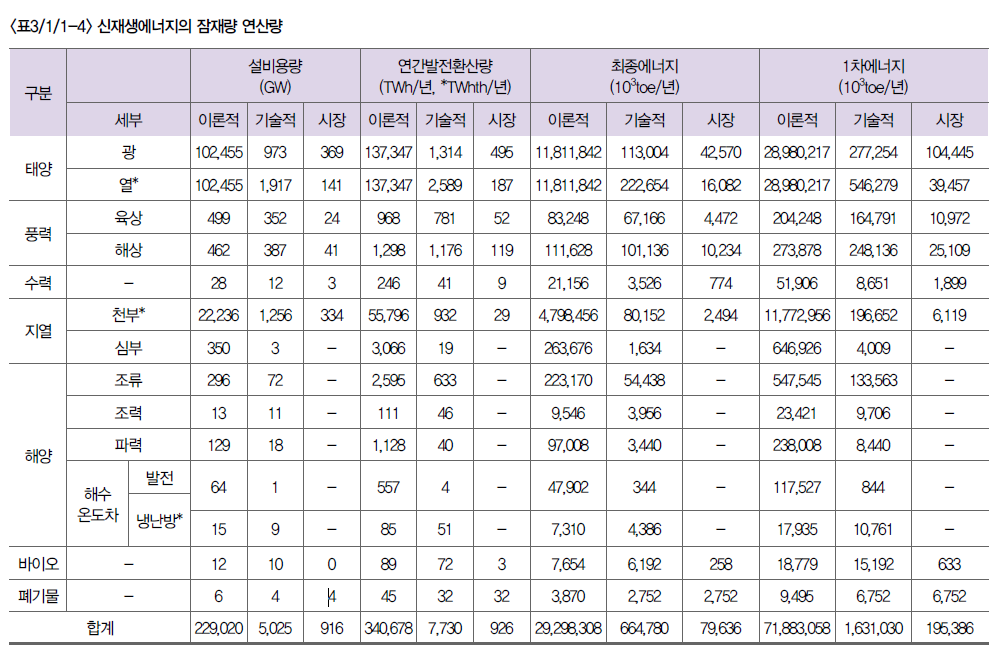 <표3/1/1-4> 신재생에너지의 잠재량 연산량
구분 설비용량 (GW) 연간발전환산량 (TWh/년, *TWhth/년) 최종에너지 (10³toe/년) 1차에너지 (10³toe/년)
세부 이론적 기술적 시장 이론적 기술적 시장 이론적 기술적 시장 이론적 기술적 시장
태양 광 102,455 973 369 137,347 1,314 495 11,811,842 113,004 42,570 28,980,217 277,254 104,445
열* 102,455 1,917 141 137,347 2,589 187 11,811,842 222,654 16,082 28,980,217 546,279 39,457
풍력 육상 499 352 24 968 781 52 83,248 67,166 4,472 204,248 164,791 10,972
해상 462 387 41 1,298 1,176 119 111,628 101,136 10,234 273,878 248,136 25,109
수력 – 28 12 3 246 41 9 21,156 3,526 774 51,906 8,651 1,899
지열 천부* 22,236 1,256 334 55,796 932 29 4,798,456 80,152 2,494 11,772,956 196,652 6,119
심부 350 3 – 3,066 19 – 263,676 1,634 – 646,926 4,009 –
해양 조류 296 72 – 2,595 633 – 223,170 54,438 – 547,545 133,563 –
조력 13 11 – 111 46 – 9,546 3,956 – 23,421 9,706 –
파력 129 18 – 1,128 40 – 97,008 3,440 – 238,008 8,440 –
해수 온도차 발전 64 1 – 557 4 – 47,902 344 – 117,527 844 –
냉난방* 15 9 – 85 51 – 7,310 4,386 – 17,935 10,761 –
바이오 – 12 10 0 89 72 3 7,654 6,192 258 18,779 15,192 633
폐기물 – 6 4 4 45 32 32 3,870 2,752 2,752 9,495 6,752 6,752
합계 229,020 5,025 916 340,678 7,730 926 29,298,308 664,780 79,636 71,883,058 1,631,030 195,386